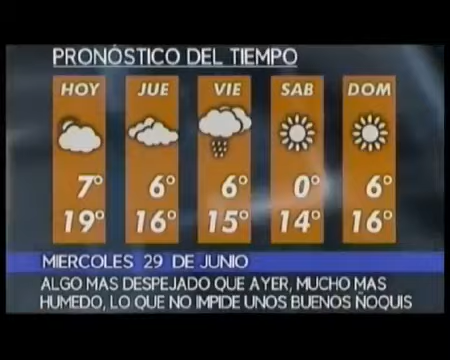 PRONÓSTICO DEL TIEMPO
HOY JUE VIE SAB DOM
7° 6° 6° 0° 6°
19° 16° 15° 14° 16°
MIERCOLES 29 DE JUNIO
ALGO MAS DESPEJADO QUE AYER, MUCHO MAS
HUMEDO, LO QUE NO IMPIDE UNOS BUENOS ÑOQUIS